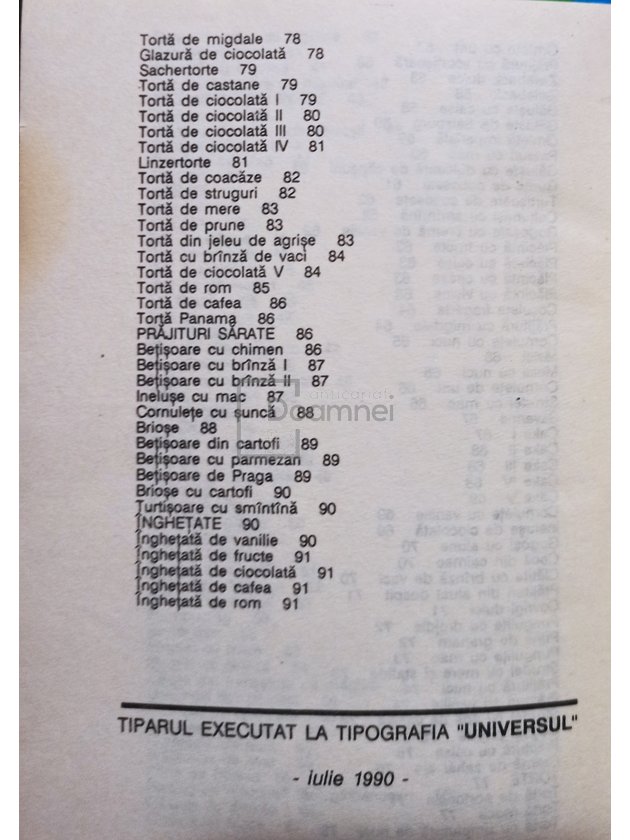 Tortă de migdale 78
Glazură de ciocolată 78
Sachertorte 79
Tortă de castane 79
Tortă de ciocolată I 79
Tortă de ciocolată II 80
Tortă de ciocolată III 80
Tortă de ciocolată IV 81
Linzertorte 81
Tortă de coacăze 82
Tortă de struguri 82
Tortă de mere 83
Tortă de prune 83
Tortă din jeleu de agrișe 83
Tortă cu brînză de vaci 84
Tortă de ciocolată V 84
Tortă de rom 85
Tortă de cafea 86
Tortă Panama 86
PRĂJITURI SĂRATE 86
Bețișoare cu chimen 86
Bețișoare cu brînză I 87
Bețișoare cu brînză II 87
Inelușe cu mac 87
Cornulețe cu șuncă 88
Brioșe 88
Bețișoare din cartofi 89
Bețișoare cu parmezan 89
Bețișoare de Praga 89
Brioșe cu cartofi 90
Turtișoare cu smîntînă 90
ÎNGHEȚATE 90
Înghețată de vanilie 90
Înghețată de fructe 91
Înghețată de ciocolată 91
Înghețată de cafea 91
Înghețată de rom 91
anticariat
Doamnei
TIPARUL EXECUTAT LA TIPOGRAFIA "UNIVERSUL"
- iulie 1990 -